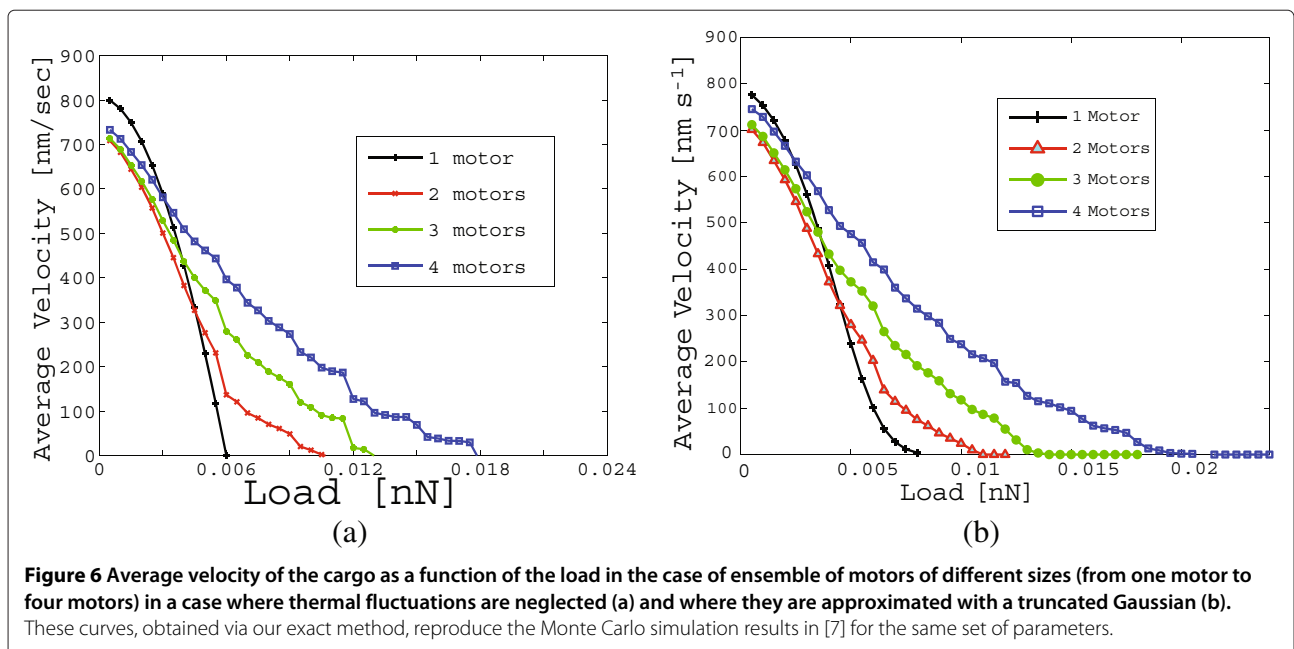 900
800
700
600
500
400
300
200
100
0
Average Velocity [nm/sec]
1 motor
2 motors
3 motors
4 motors
0
0.006
0.012
0.018
0.024
Load [nN]
(a)
900
800
700
600
500
400
300
200
100
0
Average Velocity [nm s⁻¹]
1 Motor
2 Motors
3 Motors
4 Motors
0
0.005
0.01
0.015
0.02
Load [nN]
(b)
Figure 6 Average velocity of the cargo as a function of the load in the case of ensemble of motors of different sizes (from one motor to
four motors) in a case where thermal fluctuations are neglected (a) and where they are approximated with a truncated Gaussian (b).
These curves, obtained via our exact method, reproduce the Monte Carlo simulation results in [7] for the same set of parameters.